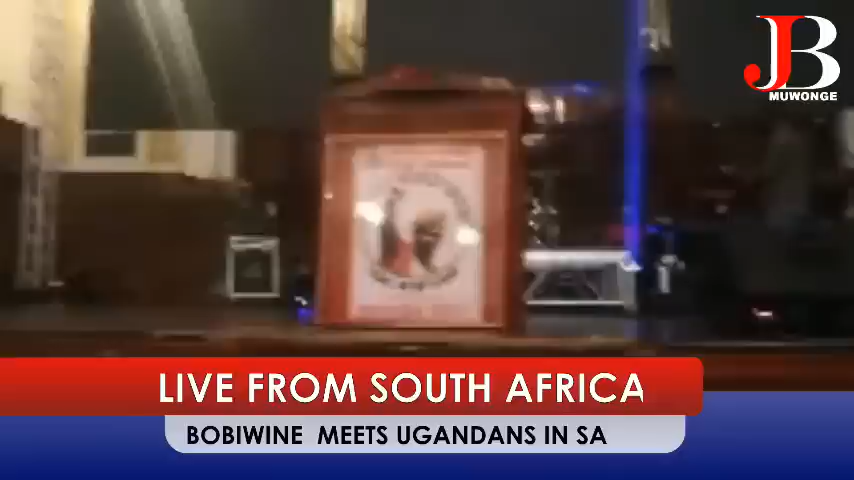 JB
MUWONGE
LIVE FROM SOUTH AFRICA
BOBIWINE MEETS UGANDANS IN SA